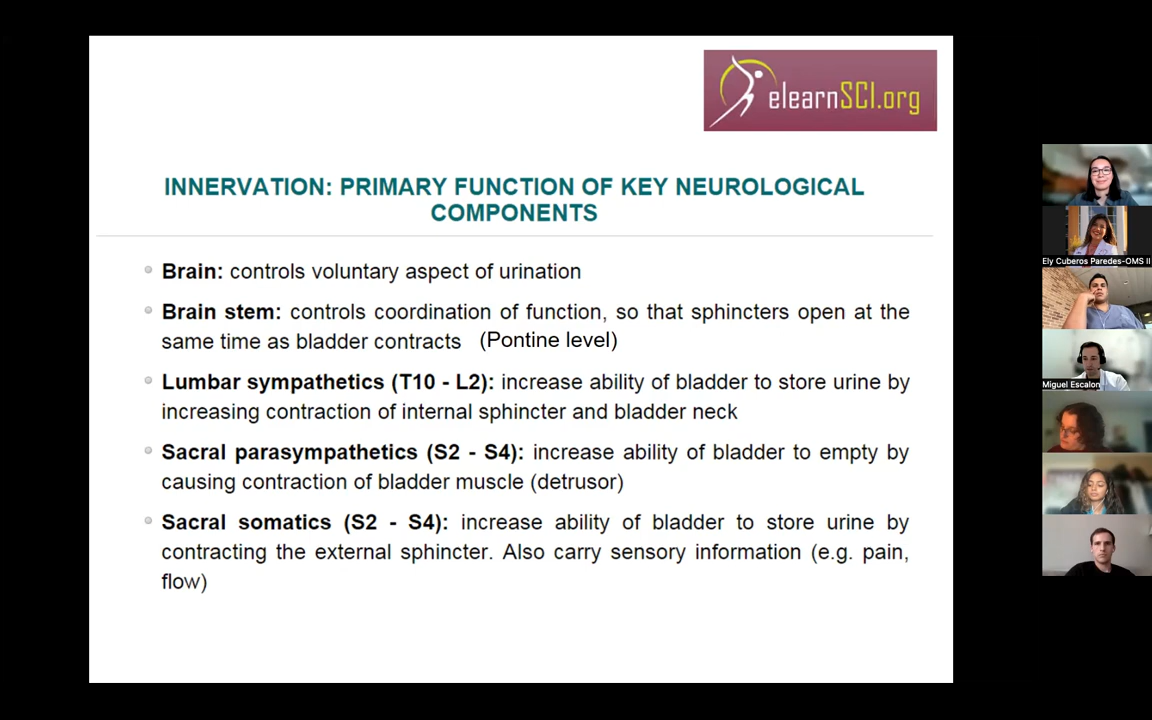 elearnSCI.org
INNERVATION: PRIMARY FUNCTION OF KEY NEUROLOGICAL
COMPONENTS
Brain: controls voluntary aspect of urination
Brain stem: controls coordination of function, so that sphincters open at the
same time as bladder contracts (Pontine level)
Lumbar sympathetics (T10 - L2): increase ability of bladder to store urine by
increasing contraction of internal sphincter and bladder neck
Sacral parasympathetics (S2 - S4): increase ability of bladder to empty by
causing contraction of bladder muscle (detrusor)
Sacral somatics (S2 - S4): increase ability of bladder to store urine by
contracting the external sphincter. Also carry sensory information (e.g. pain,
flow)
Ely Cuberos Paredes-OMS II
Miguel Escalon